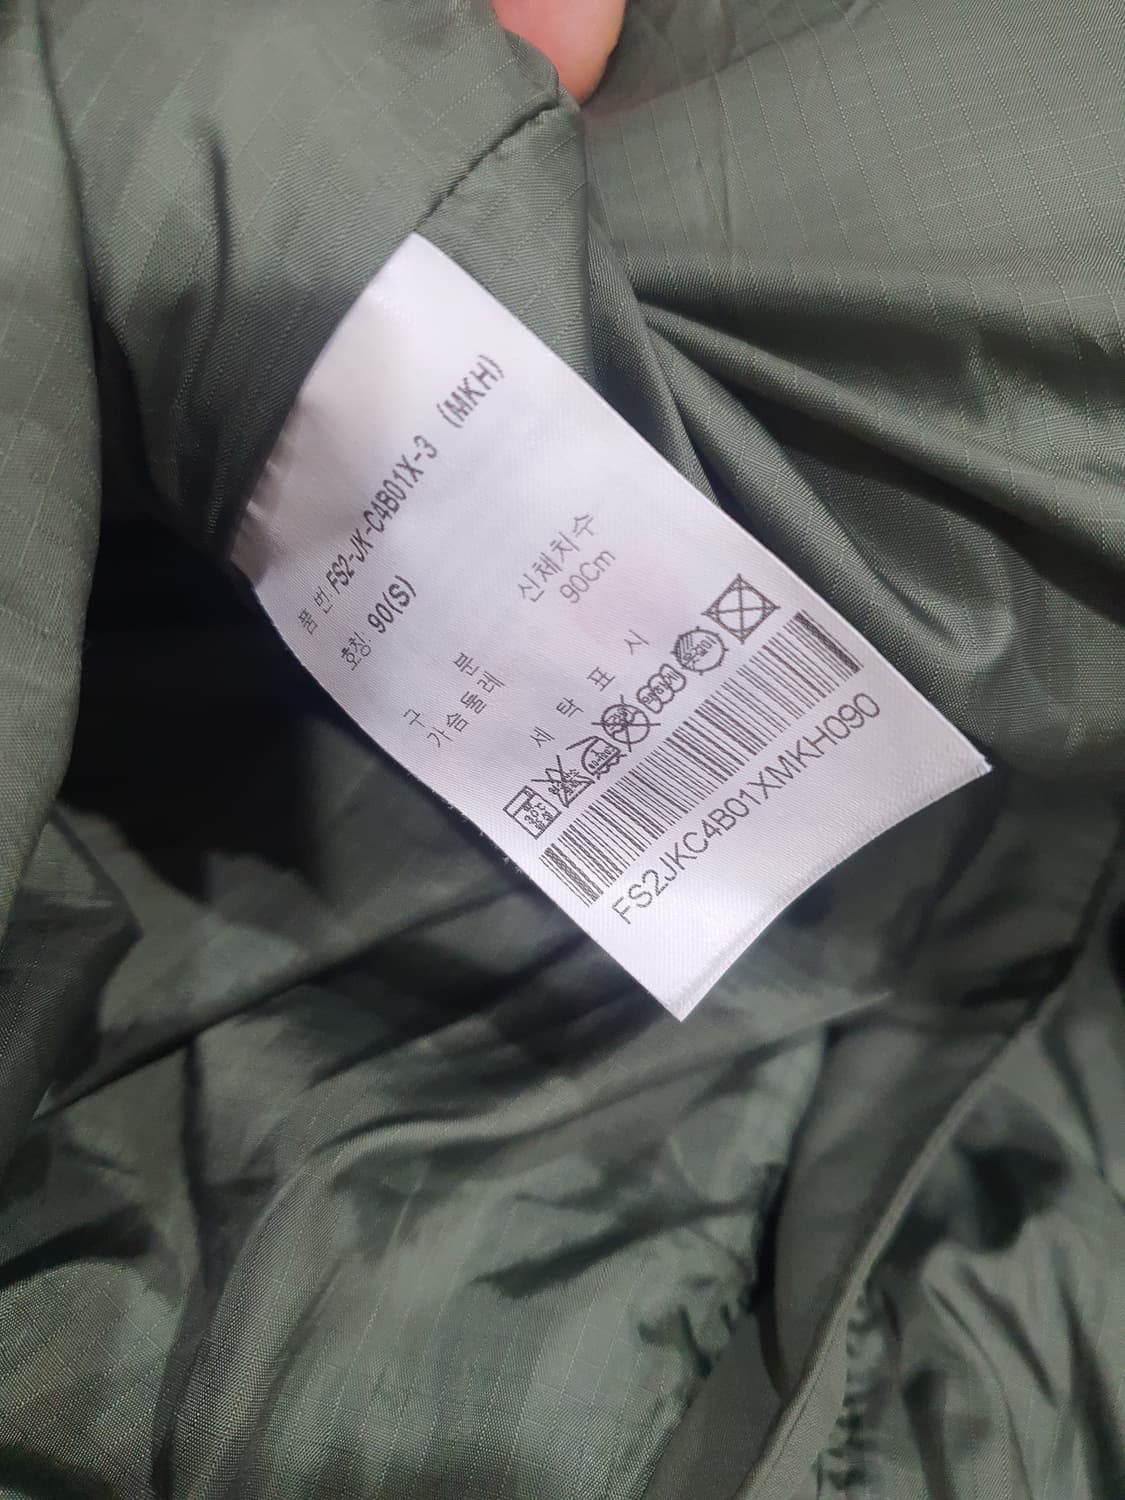 품 번: FS2-JK-C4B01X-3 (MKH)
호칭: 90(S)
구 분 신체치수
가슴둘레 90Cm
세 탁 표 시
FS2JKC4B01XMKH090